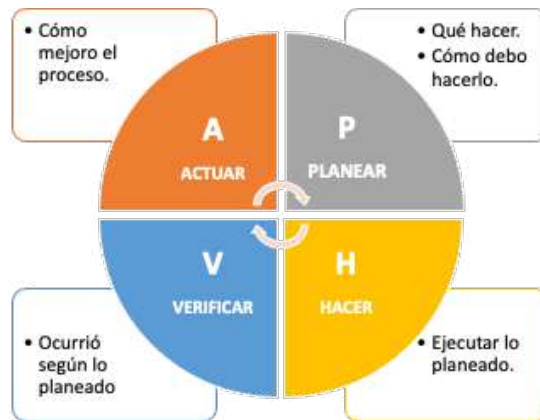 • Cómo
mejoro el
proceso.
• Qué hacer.
• Cómo debo
hacerlo.
A
ACTUAR
P
PLANEAR
V
VERIFICAR
H
HACER
• Ocurrió
según lo
planeado
• Ejecutar lo
planeado.